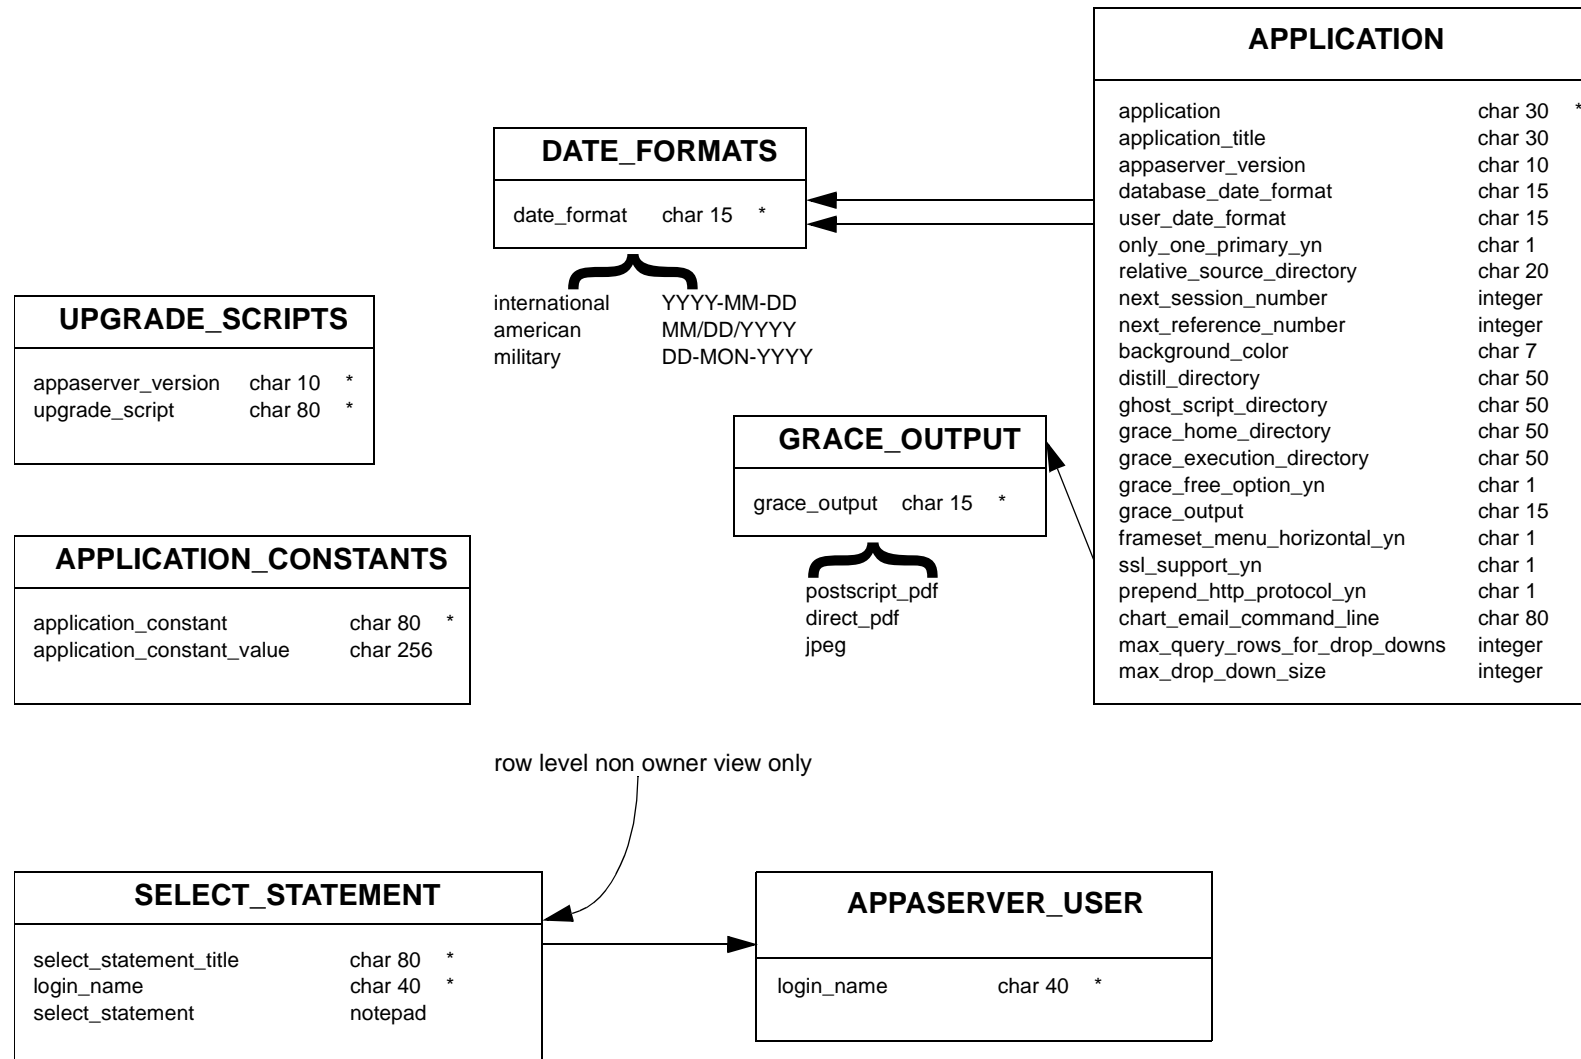 APPLICATION
application char 30 *
application_title char 30
appaserver_version char 10
database_date_format char 15
user_date_format char 15
only_one_primary_yn char 1
relative_source_directory char 20
next_session_number integer
next_reference_number integer
background_color char 7
distill_directory char 50
ghost_script_directory char 50
grace_home_directory char 50
grace_execution_directory char 50
grace_free_option_yn char 1
grace_output char 15
frameset_menu_horizontal_yn char 1
ssl_support_yn char 1
prepend_http_protocol_yn char 1
chart_email_command_line char 80
max_query_rows_for_drop_downs integer
max_drop_down_size integer
DATE_FORMATS
date_format char 15 *
international YYYY-MM-DD
american MM/DD/YYYY
military DD-MON-YYYY
UPGRADE_SCRIPTS
appaserver_version char 10 *
upgrade_script char 80 *
GRACE_OUTPUT
grace_output char 15 *
postscript_pdf
direct_pdf
jpeg
APPLICATION_CONSTANTS
application_constant char 80 *
application_constant_value char 256
row level non owner view only
SELECT_STATEMENT
select_statement_title char 80 *
login_name char 40 *
select_statement notepad
APPASERVER_USER
login_name char 40 *